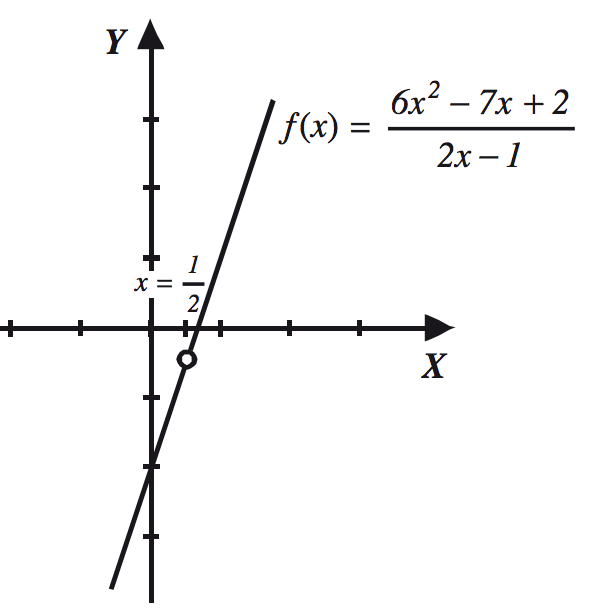 Y
f(x) = (6x² – 7x + 2)/(2x – 1)
x = 1/2
X